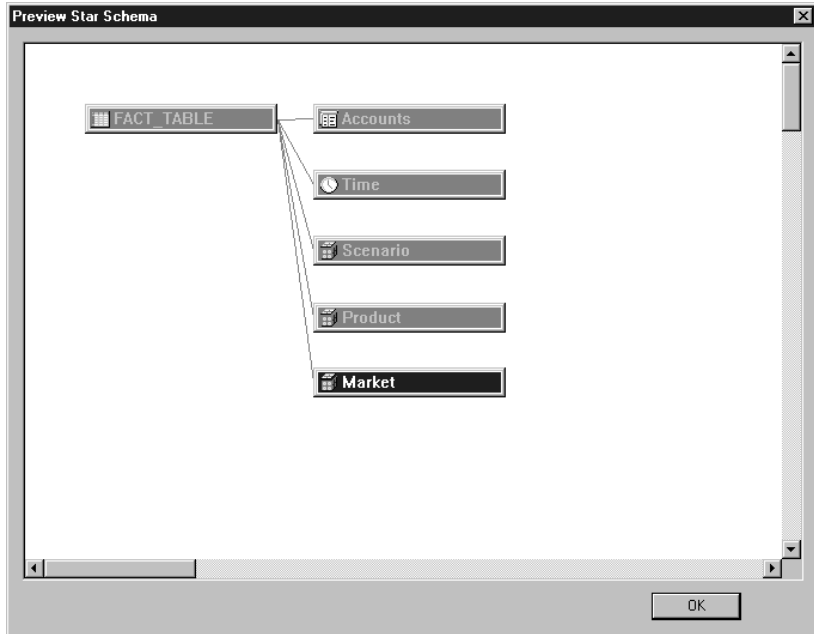 Preview Star Schema
FACT_TABLE
Accounts
Time
Scenario
Product
Market
OK